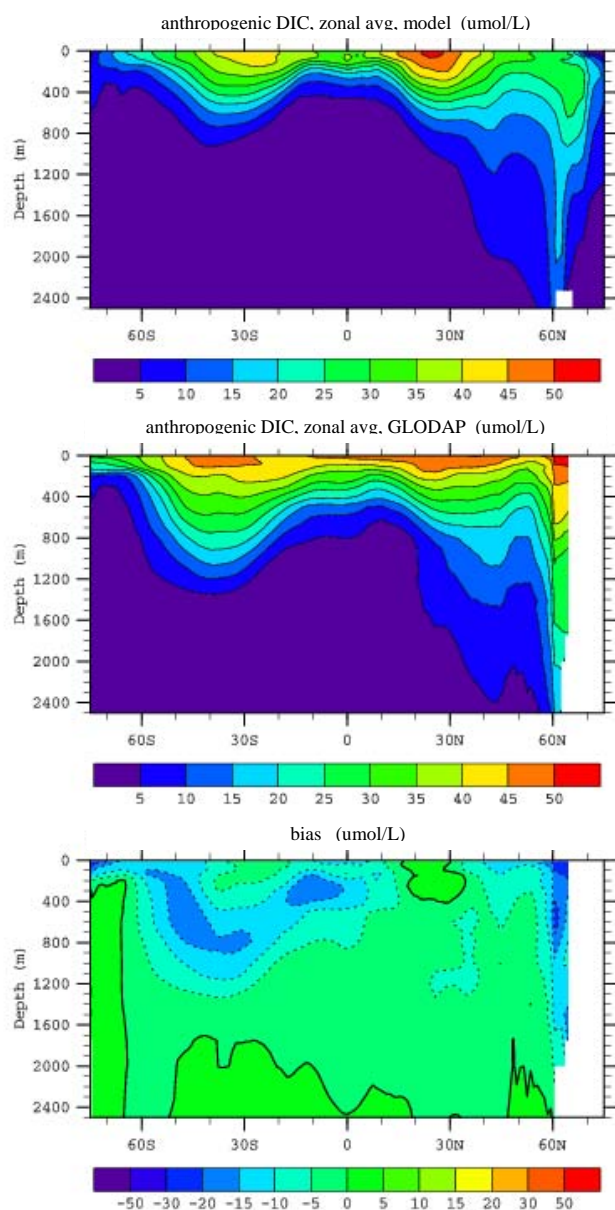 anthropogenic DIC, zonal avg, model (umol/L)
0
400
800
1200
1600
2000
2400
Depth (m)
60S 30S 0 30N 60N
5 10 15 20 25 30 35 40 45 50
anthropogenic DIC, zonal avg, GLODAP (umol/L)
0
400
800
1200
1600
2000
2400
Depth (m)
60S 30S 0 30N 60N
5 10 15 20 25 30 35 40 45 50
bias (umol/L)
0
400
800
1200
1600
2000
2400
Depth (m)
60S 30S 0 30N 60N
-50 -30 -20 -15 -10 -5 0 5 10 15 20 30 50